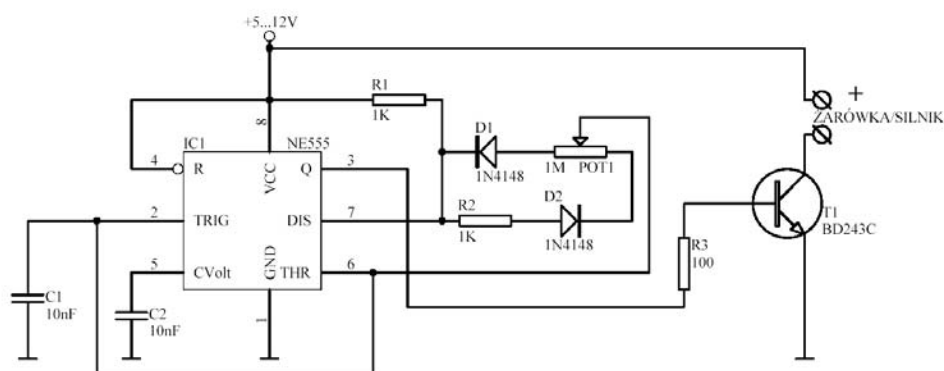 +5...12V
R1
1K
+
ŻARÓWKA/SILNIK
IC1
NE555
8
D1
1N4148
1M
POT1
4
R
VCC
Q
3
D2
1N4148
2
TRIG
DIS
7
R2
1K
T1
BD243C
5
CVolt
GND
THR
6
R3
100
C1
10nF
C2
10nF
1